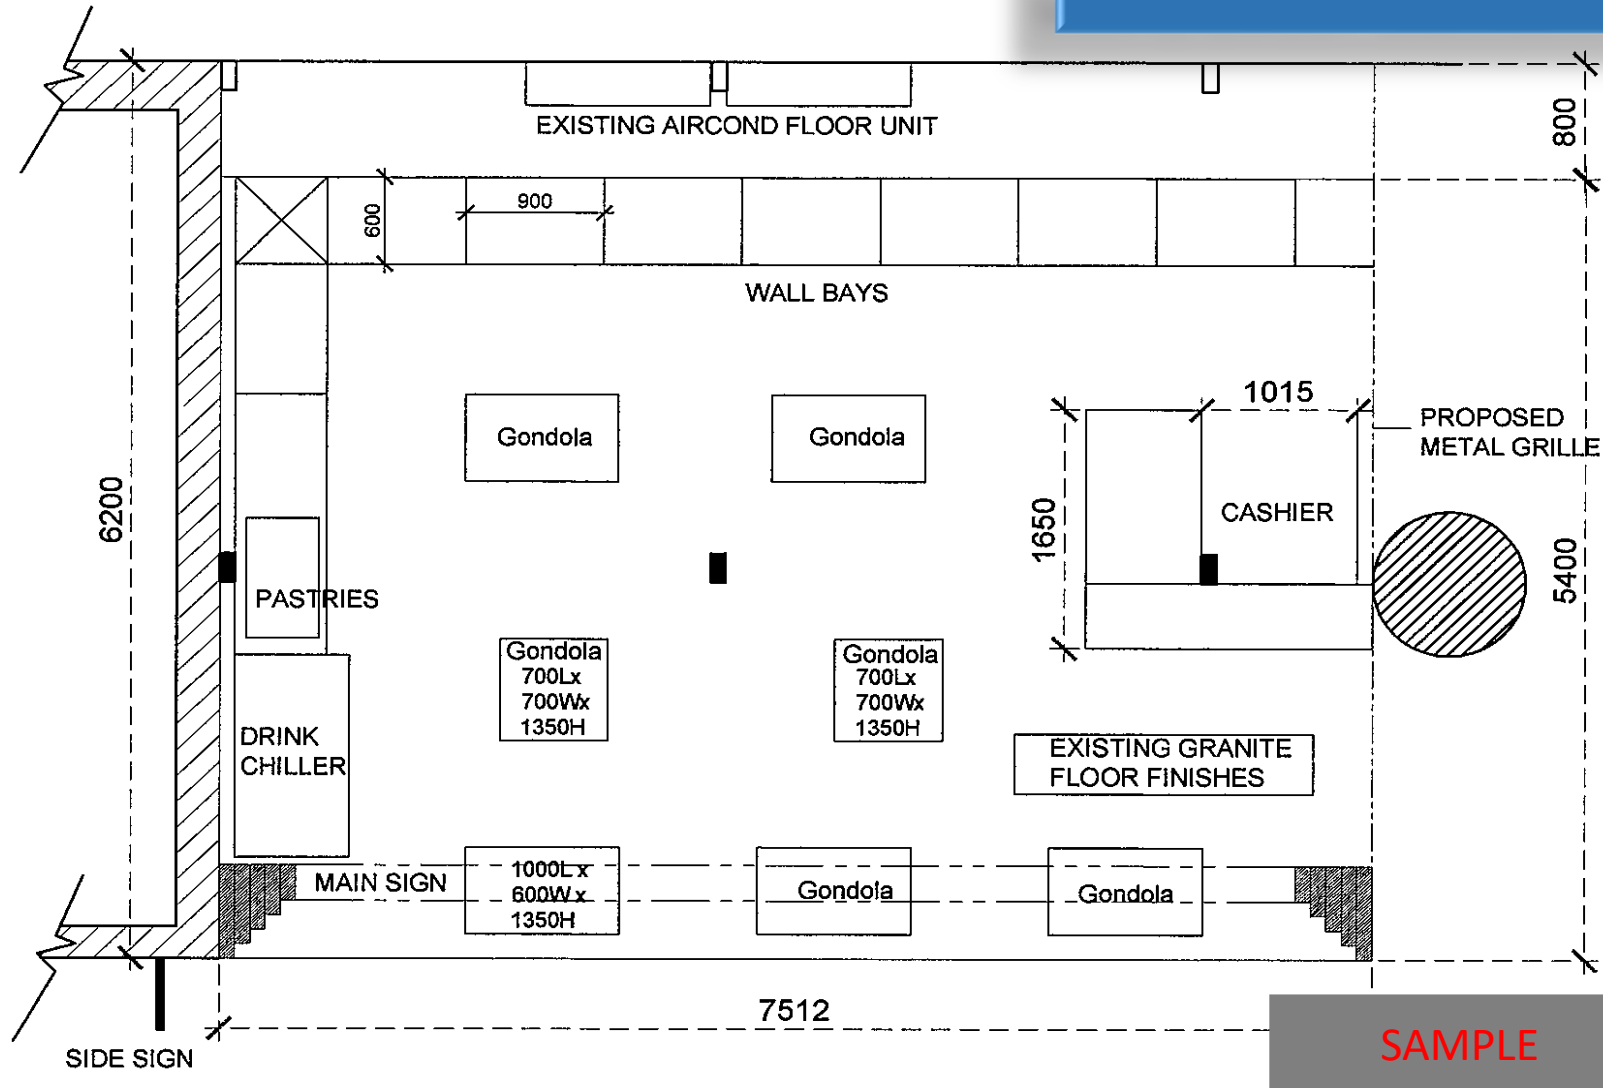 800
EXISTING AIRCOND FLOOR UNIT
900
600
WALL BAYS
1015
PROPOSED
METAL GRILLE
Gondola
Gondola
6200
1650
CASHIER
5400
PASTRIES
Gondola
700Lx
700Wx
1350H
Gondola
700Lx
700Wx
1350H
DRINK
CHILLER
EXISTING GRANITE
FLOOR FINISHES
MAIN SIGN
1000Lx
600Wx
1350H
Gondola
Gondola
7512
SIDE SIGN
SAMPLE